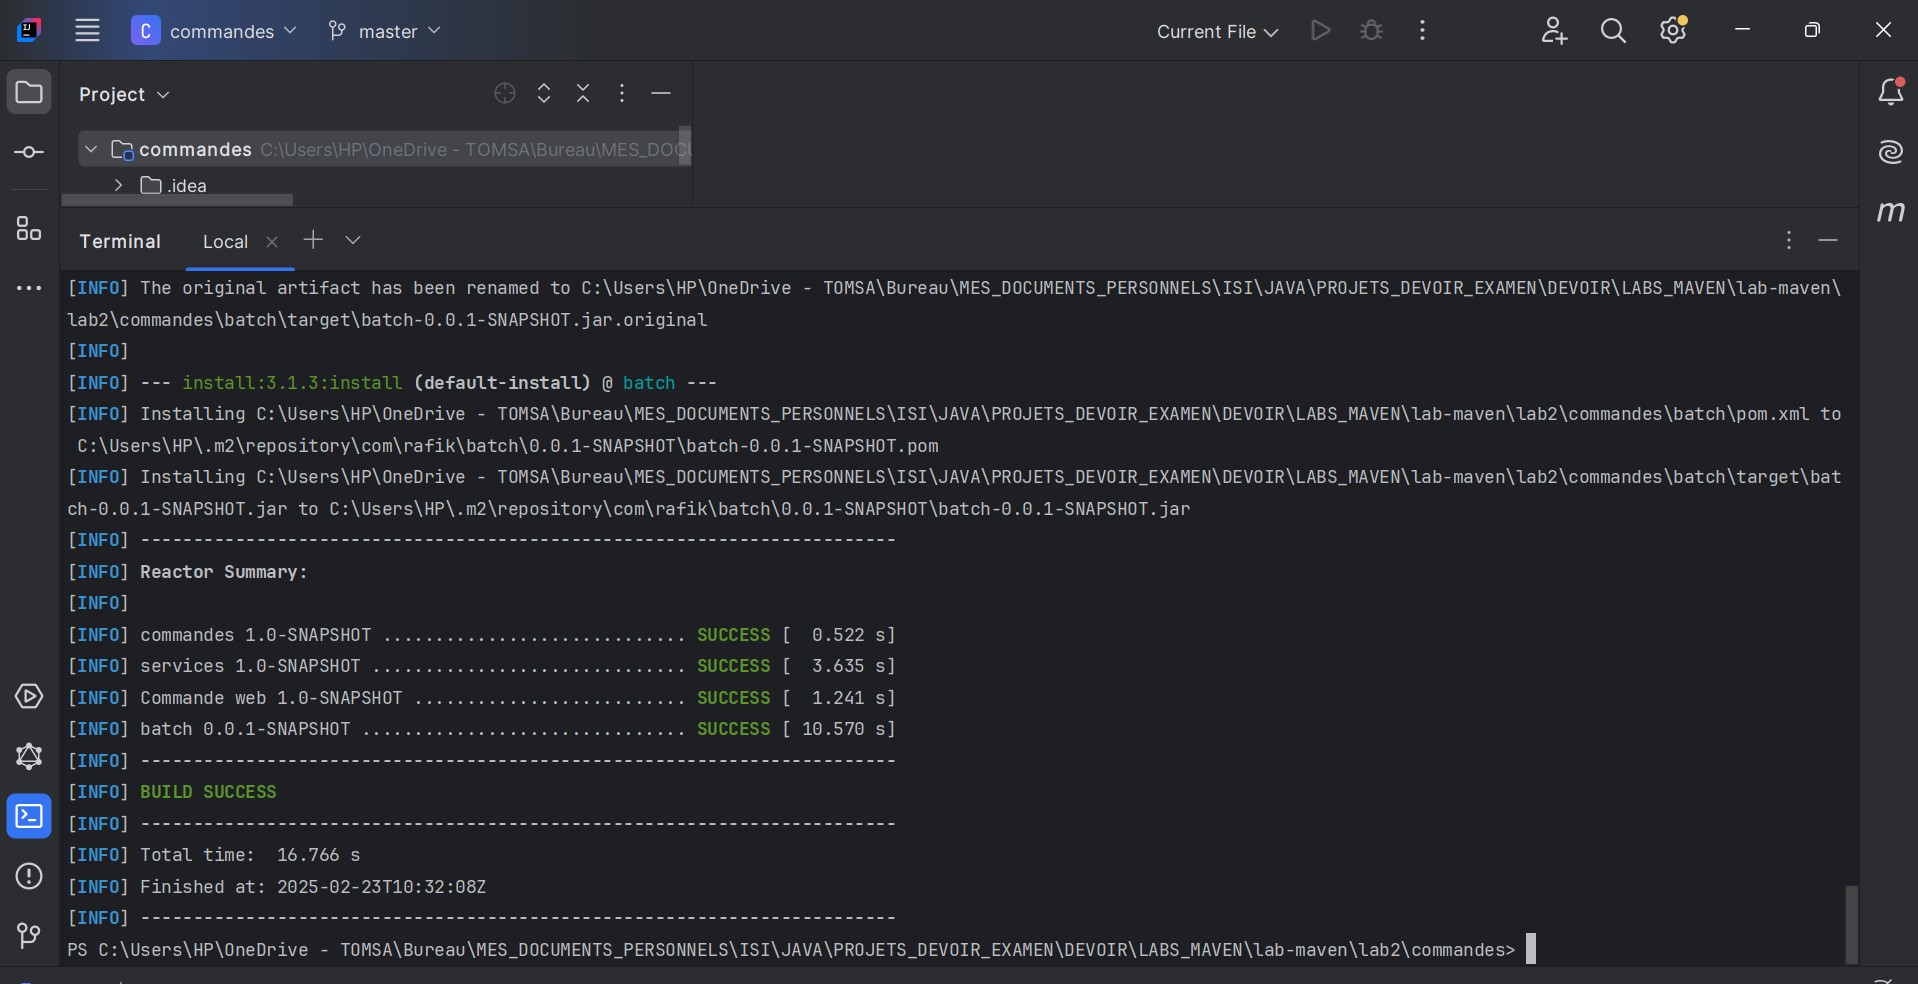 C commandes master Current File
Project
commandes C:\Users\HP\OneDrive - TOMSA\Bureau\MES_DOCU
.idea
Terminal Local
[INFO] The original artifact has been renamed to C:\Users\HP\OneDrive - TOMSA\Bureau\MES_DOCUMENTS_PERSONNELS\ISI\JAVA\PROJETS_DEVOIR_EXAMEN\DEVOIR\LABS_MAVEN\lab-maven\
lab2\commandes\batch\target\batch-0.0.1-SNAPSHOT.jar.original
[INFO]
[INFO] --- install:3.1.3:install (default-install) @ batch ---
[INFO] Installing C:\Users\HP\OneDrive - TOMSA\Bureau\MES_DOCUMENTS_PERSONNELS\ISI\JAVA\PROJETS_DEVOIR_EXAMEN\DEVOIR\LABS_MAVEN\lab-maven\lab2\commandes\batch\pom.xml to
C:\Users\HP\.m2\repository\com\rafik\batch\0.0.1-SNAPSHOT\batch-0.0.1-SNAPSHOT.pom
[INFO] Installing C:\Users\HP\OneDrive - TOMSA\Bureau\MES_DOCUMENTS_PERSONNELS\ISI\JAVA\PROJETS_DEVOIR_EXAMEN\DEVOIR\LABS_MAVEN\lab-maven\lab2\commandes\batch\target\bat
ch-0.0.1-SNAPSHOT.jar to C:\Users\HP\.m2\repository\com\rafik\batch\0.0.1-SNAPSHOT\batch-0.0.1-SNAPSHOT.jar
[INFO] ------------------------------------------------------------------------
[INFO] Reactor Summary:
[INFO]
[INFO] commandes 1.0-SNAPSHOT ............................. SUCCESS [  0.522 s]
[INFO] services 1.0-SNAPSHOT .............................. SUCCESS [  3.635 s]
[INFO] Commande web 1.0-SNAPSHOT .......................... SUCCESS [  1.241 s]
[INFO] batch 0.0.1-SNAPSHOT ............................... SUCCESS [ 10.570 s]
[INFO] ------------------------------------------------------------------------
[INFO] BUILD SUCCESS
[INFO] ------------------------------------------------------------------------
[INFO] Total time:  16.766 s
[INFO] Finished at: 2025-02-23T10:32:08Z
[INFO] ------------------------------------------------------------------------
PS C:\Users\HP\OneDrive - TOMSA\Bureau\MES_DOCUMENTS_PERSONNELS\ISI\JAVA\PROJETS_DEVOIR_EXAMEN\DEVOIR\LABS_MAVEN\lab-maven\lab2\commandes>